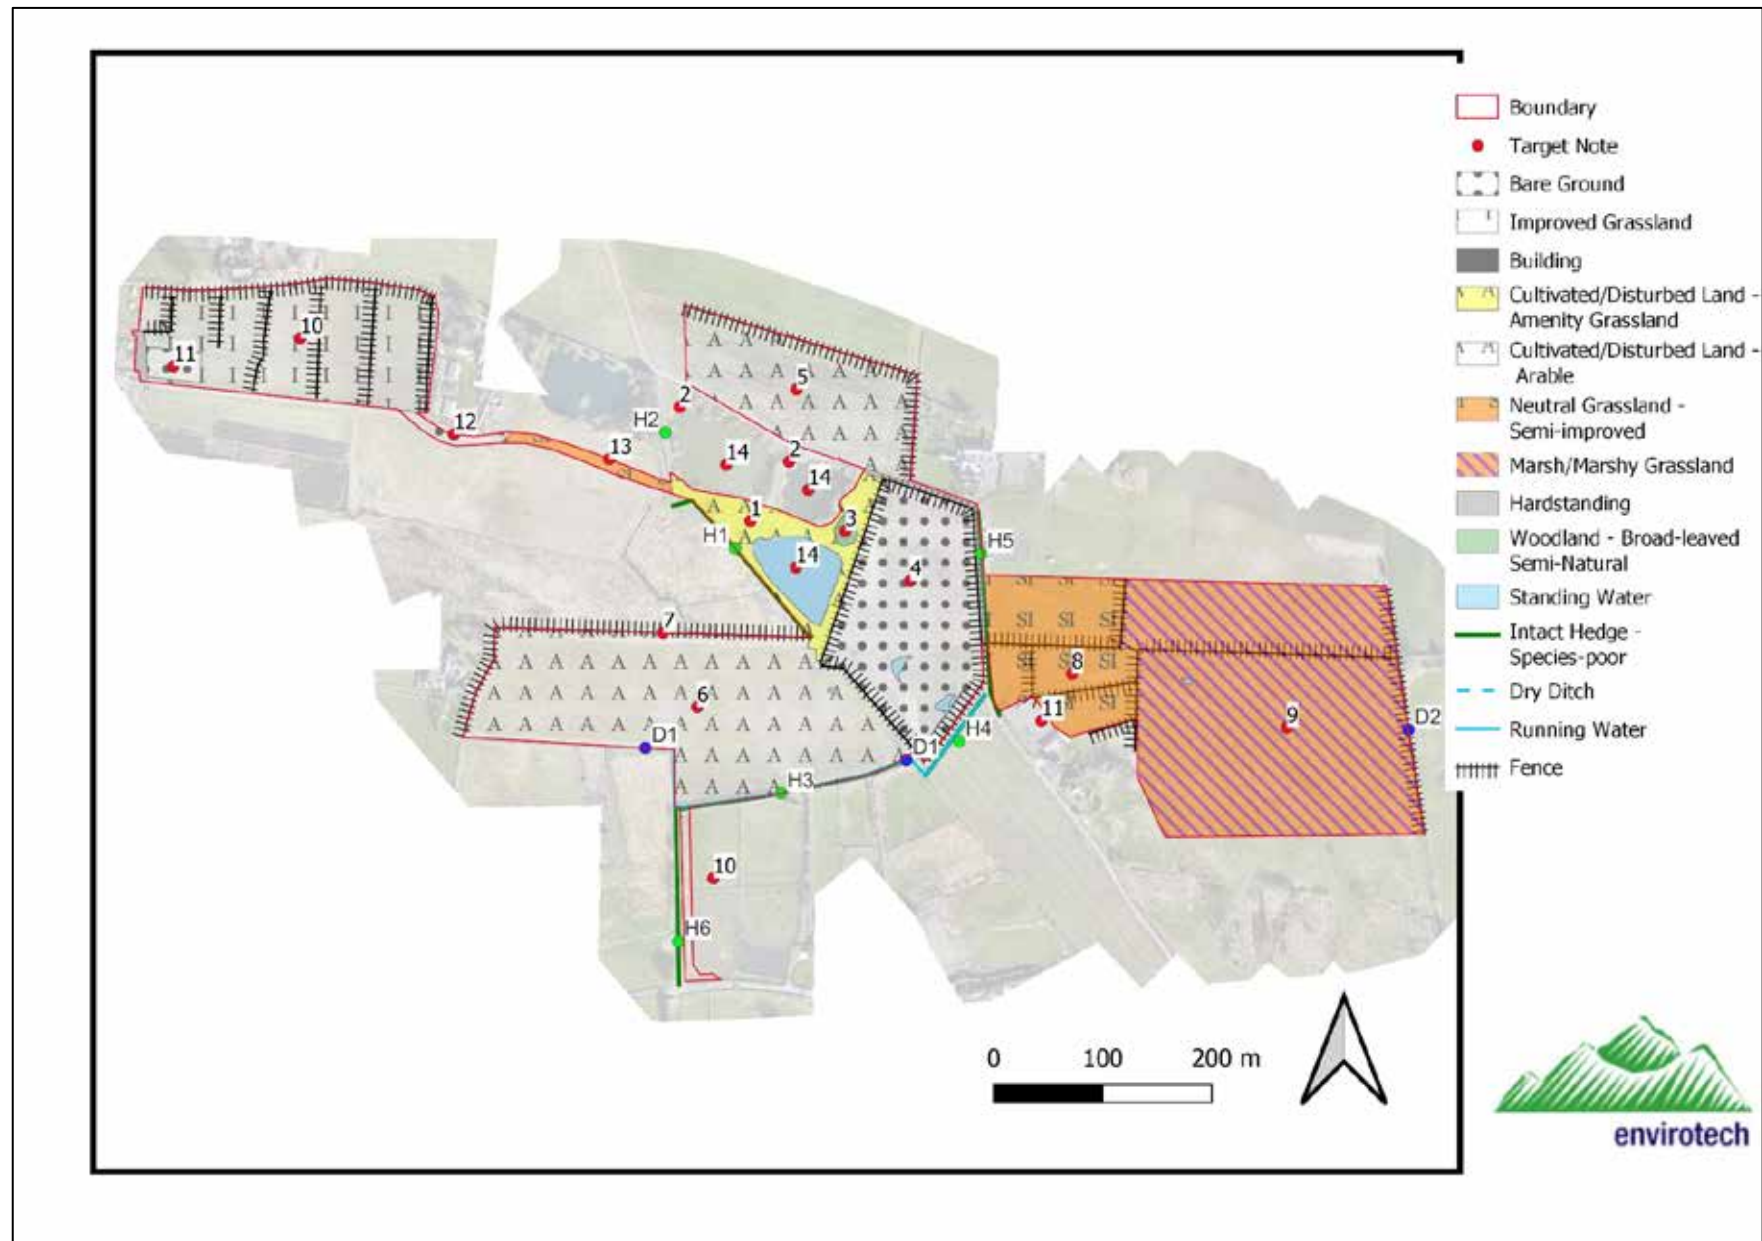 Boundary
Target Note
Bare Ground
Improved Grassland
Building
Cultivated/Disturbed Land -
Amenity Grassland
Cultivated/Disturbed Land -
Arable
Neutral Grassland -
Semi-improved
Marsh/Marshy Grassland
Hardstanding
Woodland - Broad-leaved
Semi-Natural
Standing Water
Intact Hedge -
Species-poor
Dry Ditch
Running Water
Fence
10
11
12
13
5
2
H2
14
2
14
3
1
H1
14
4
H5
7
6
D1
D1
H4
H3
8
11
9
D2
10
H6
0 100 200 m
envirotech